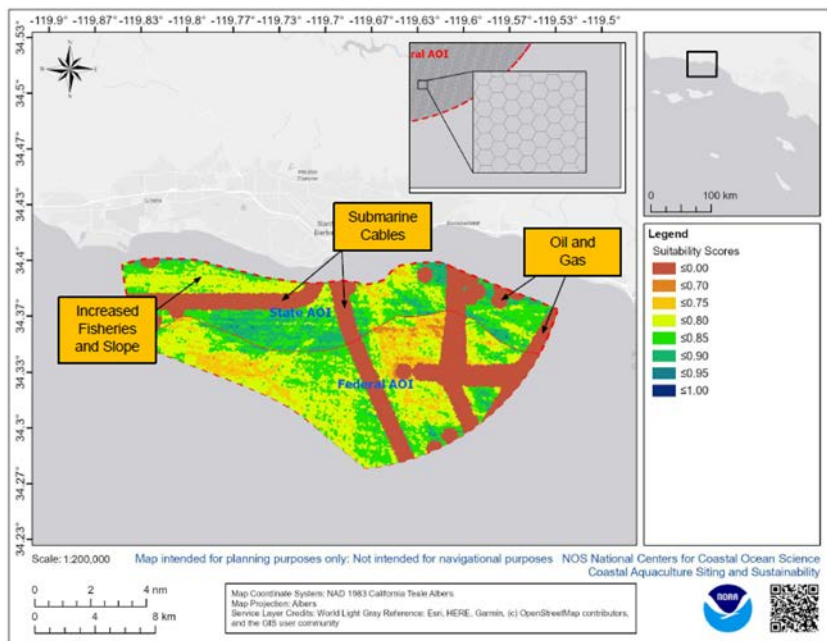 -119.9° -119.87° -119.83° -119.8° -119.77° -119.73° -119.7° -119.67° -119.63° -119.6° -119.57° -119.53° -119.5°
34.53°
34.5°
34.47°
34.43°
34.4°
34.37°
34.33°
34.3°
34.27°
34.23°
ral AOI
0 100 km
Submarine
Cables
Oil and
Gas
Increased
Fisheries
and Slope
State AOI
Federal AOI
Legend
Suitability Scores
≤0.00
≤0.70
≤0.75
≤0.80
≤0.85
≤0.90
≤0.95
≤1.00
Scale: 1:200,000
Map intended for planning purposes only: Not intended for navigational purposes
NOS National Centers for Coastal Ocean Science
Coastal Aquaculture Siting and Sustainability
0 2 4 nm
0 4 8 km
Map Coordinate System: NAD 1983 California Teale Albers
Map Projection: Albers
Service Layer Credits: World Light Gray Reference: Esri, HERE, Garmin, (c) OpenStreetMap contributors,
and the GIS user community
NOAA